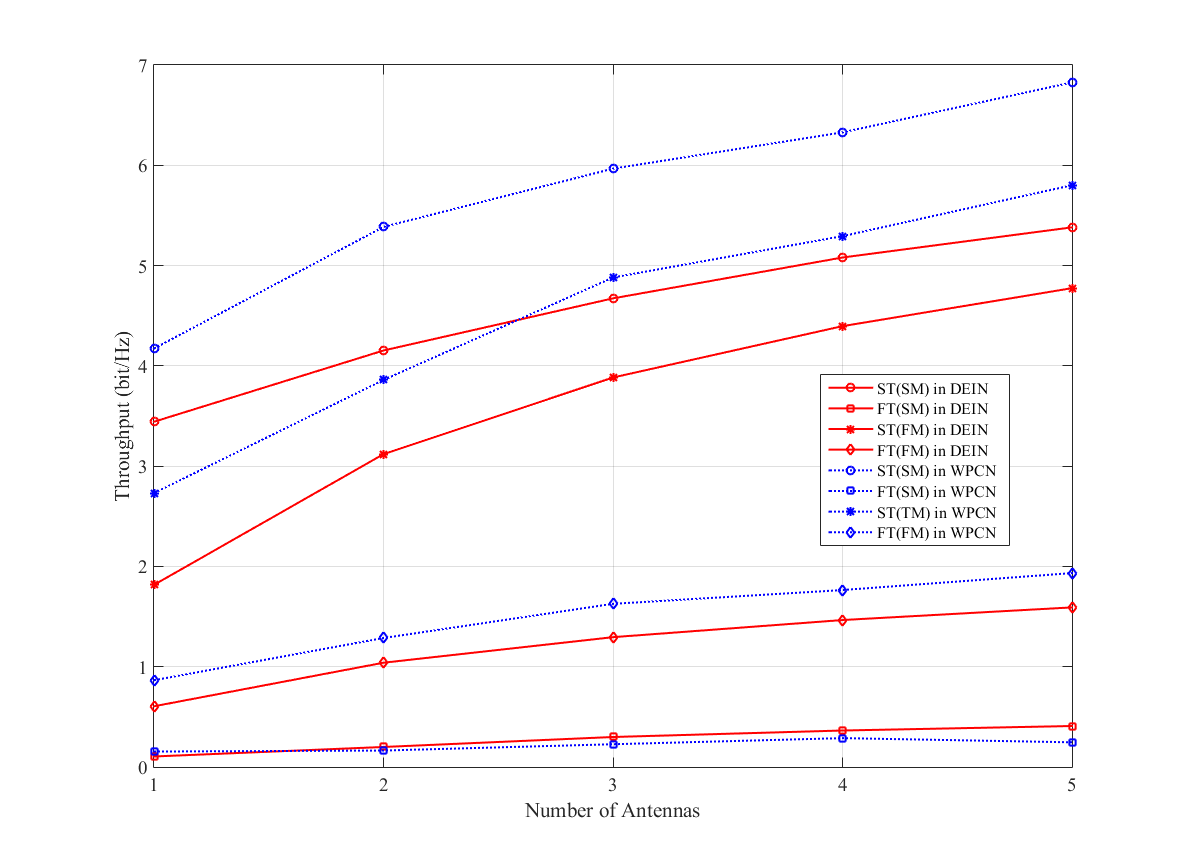 7
6
5
4
3
2
1
0
Throughput (bit/Hz)
ST(SM) in DEIN
FT(SM) in DEIN
ST(FM) in DEIN
FT(FM) in DEIN
ST(SM) in WPCN
FT(SM) in WPCN
ST(TM) in WPCN
FT(FM) in WPCN
1 2 3 4 5
Number of Antennas